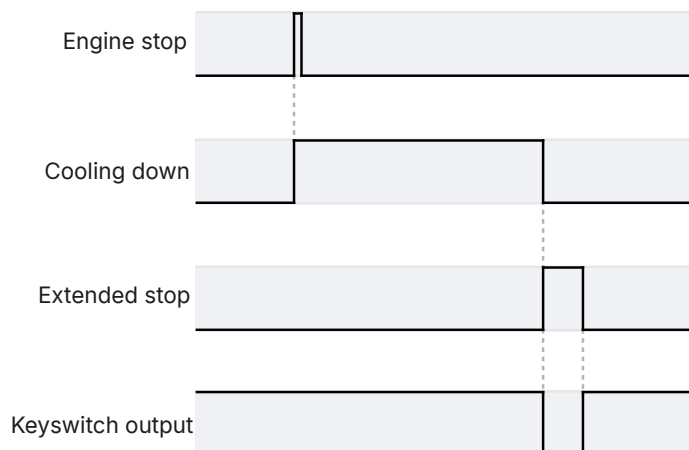 Engine stop
Cooling down
Extended stop
Keyswitch output